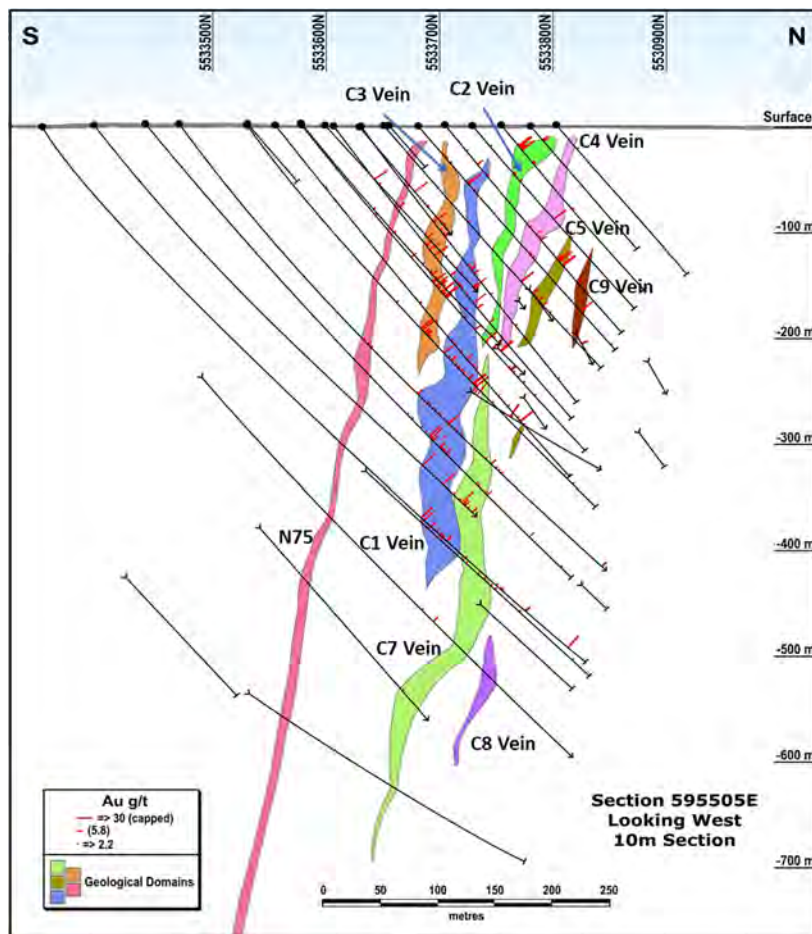 S
N
5533500N
5533600N
5533700N
5533800N
5530900N
C3 Vein
C2 Vein
Surface
C4 Vein
-100 m
C5 Vein
C9 Vein
-200 m
-300 m
-400 m
N75
C1 Vein
-500 m
C7 Vein
C8 Vein
-600 m
-700 m
Au g/t
=> 30 (capped)
(5.8)
=> 2.2
Geological Domains
Section 595505E
Looking West
10m Section
0 50 100 150 200 250
metres